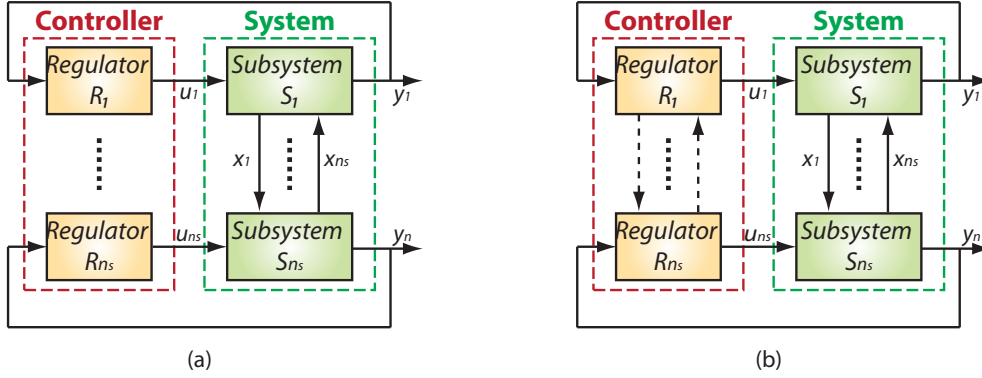 Controller
System
Regulator
R1
u1
Subsystem
S1
y1
x1
xns
Regulator
Rns
uns
Subsystem
Sns
yn
(a)
Controller
System
Regulator
R1
u1
Subsystem
S1
y1
x1
xns
Regulator
Rns
uns
Subsystem
Sns
yn
(b)